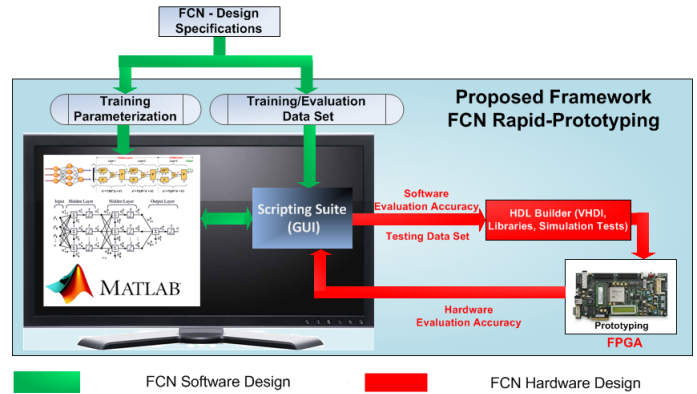 FCN - Design
Specifications
Training
Parameterization
Training/Evaluation
Data Set
Proposed Framework
FCN Rapid-Prototyping
Input
Hidden Layer
Hidden Layer
Output Layer
MATLAB
Scripting Suite
(GUI)
Software
Evaluation Accuracy
Testing Data Set
HDL Builder (VHDl,
Libraries, Simulation Tests)
Hardware
Evaluation Accuracy
Prototyping
FPGA
FCN Software Design
FCN Hardware Design